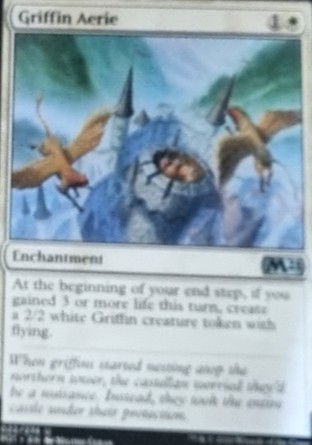 Griffin Aerie 1
Enchantment
M21
At the beginning of your end step, if you
gained 3 or more life this turn, create
a 2/2 white Griffin creature token with
flying.
When griffins started nesting atop the
northern tower, the castellan worried they'd
be a nuisance. Instead, they took the entire
castle under their protection.